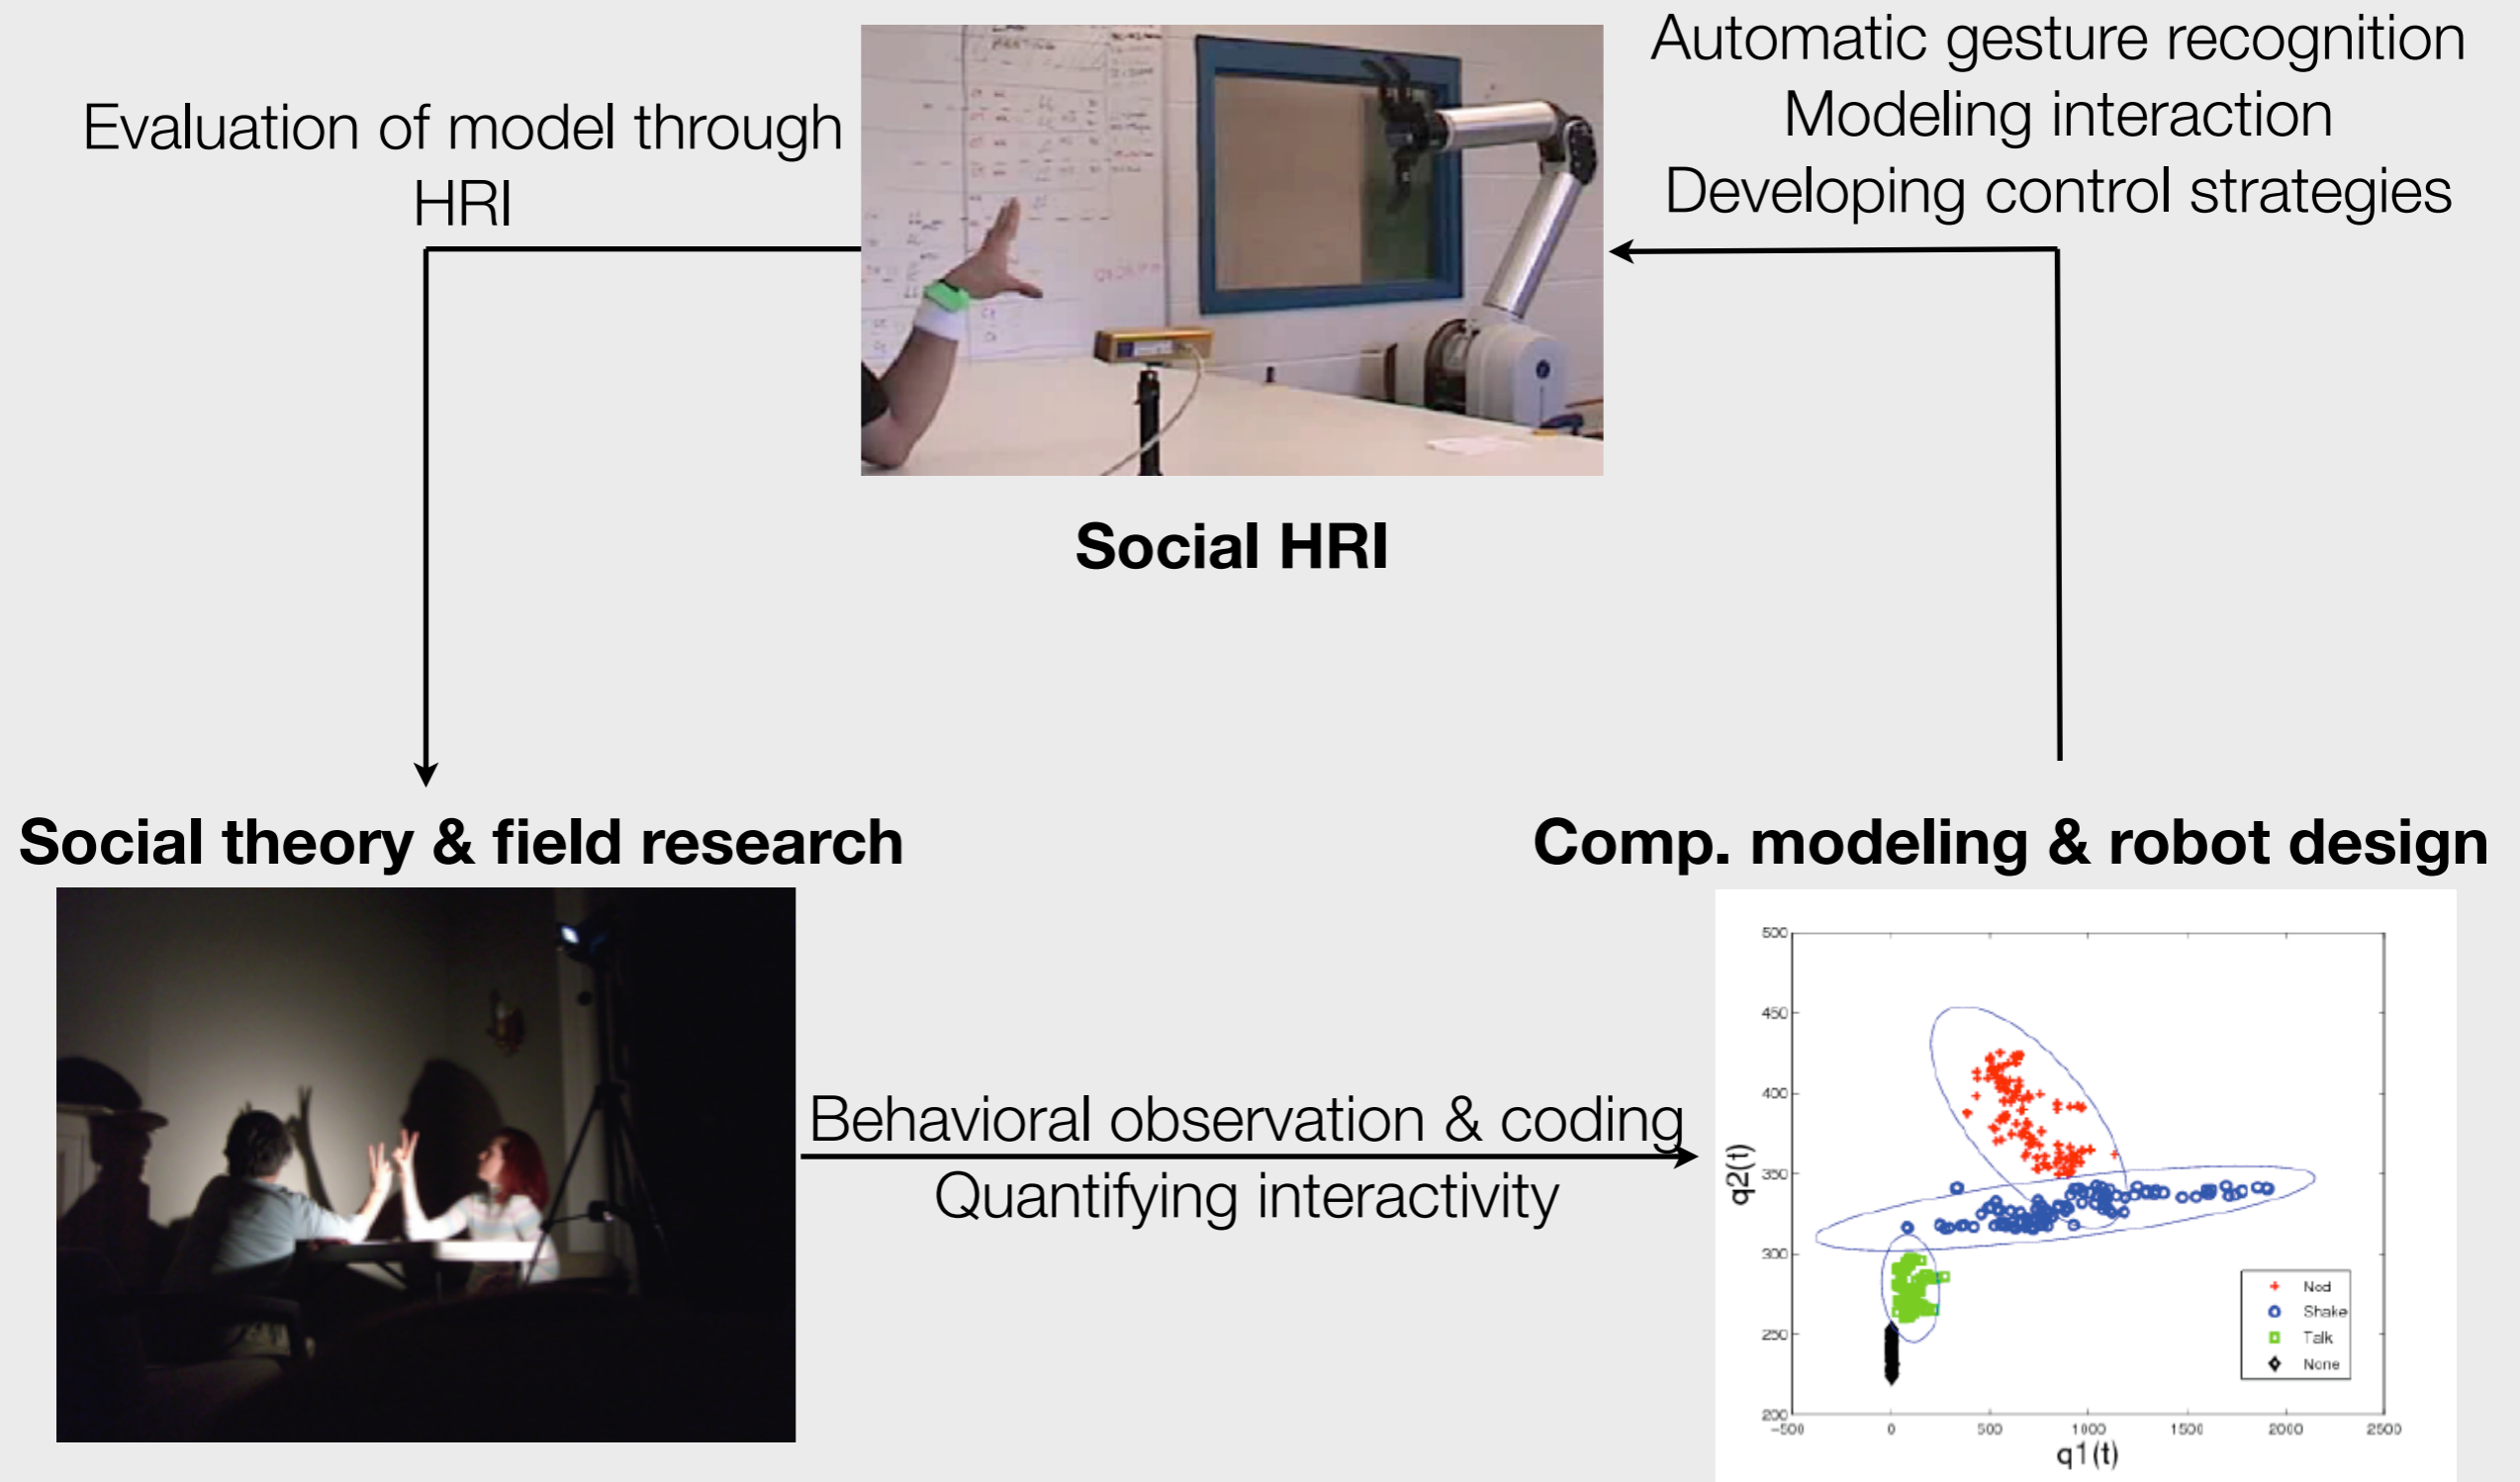 Automatic gesture recognition
Modeling interaction
Developing control strategies
Evaluation of model through
HRI
MEETING
Social HRI
Social theory & field research
Comp. modeling & robot design
Behavioral observation & coding
Quantifying interactivity
500
450
400
350
300
250
200
-500
0
500
1000
1500
2000
2500
q2(t)
q1(t)
Nod
Shake
Talk
None